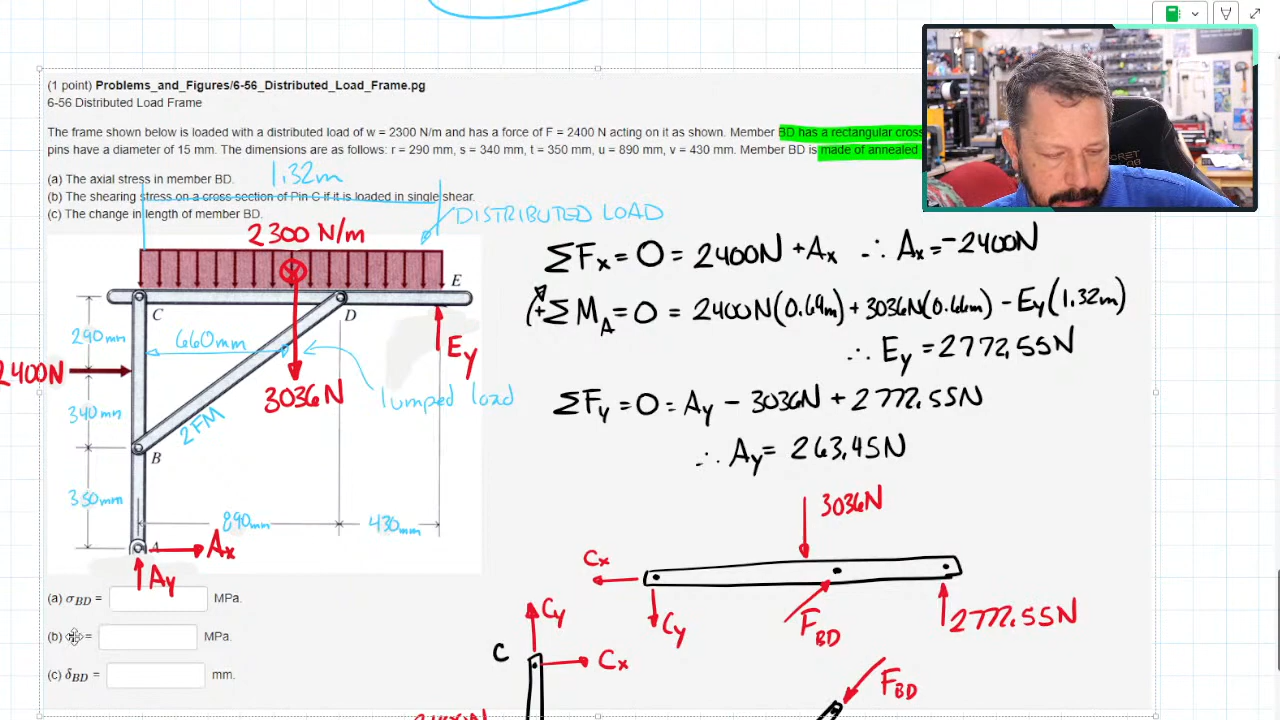 (1 point) Problems_and_Figures/6-56_Distributed_Load_Frame.pg
6-56 Distributed Load Frame
The frame shown below is loaded with a distributed load of w = 2300 N/m and has a force of F = 2400 N acting on it as shown. Member BD has a rectangular cross
pins have a diameter of 15 mm. The dimensions are as follows: r = 290 mm, s = 340 mm, t = 350 mm, u = 890 mm, v = 430 mm. Member BD is made of annealed
(a) The axial stress in member BD.
1.32m
(b) The shearing stress on a cross section of Pin C if it is loaded in single shear.
(c) The change in length of member BD.
DISTRIBUTED LOAD
2300 N/m
E
C
D
290mm
660mm
Ey
2400N
3036N
lumped load
340mm
2FM
B
350mm
890mm
430mm
A
Ax
Ay
(a) σBD = MPa.
(b) = MPa.
(c) δBD = mm.
ΣFx = 0 = 2400N + Ax ∴ Ax = -2400N
+ΣMA = 0 = 2400N(0.69m) + 3036N(0.66m) - Ey(1.32m)
∴ Ey = 2772.55N
ΣFy = 0 = Ay - 3036N + 2772.55N
∴ Ay = 263.45N
3036N
Cx
Cy
FBD
2772.55N
Cy
C
Cx
FBD